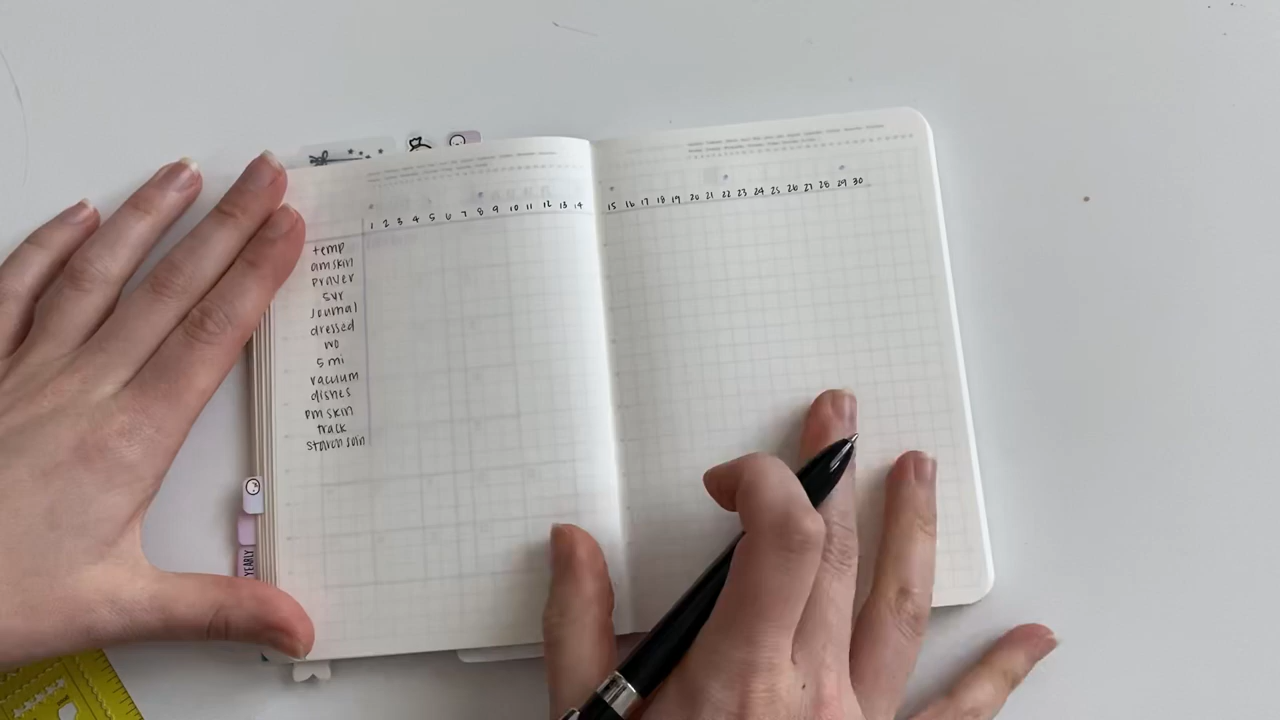 1 2 3 4 5 6 7 8 9 10 11 12 13 14 15 16 17 18 19 20 21 22 23 24 25 26 27 28 29 30
temp
am skin
prayer
svr
journal
dressed
wo
5 mi
vacuum
dishes
pm skin
track
YEARLY